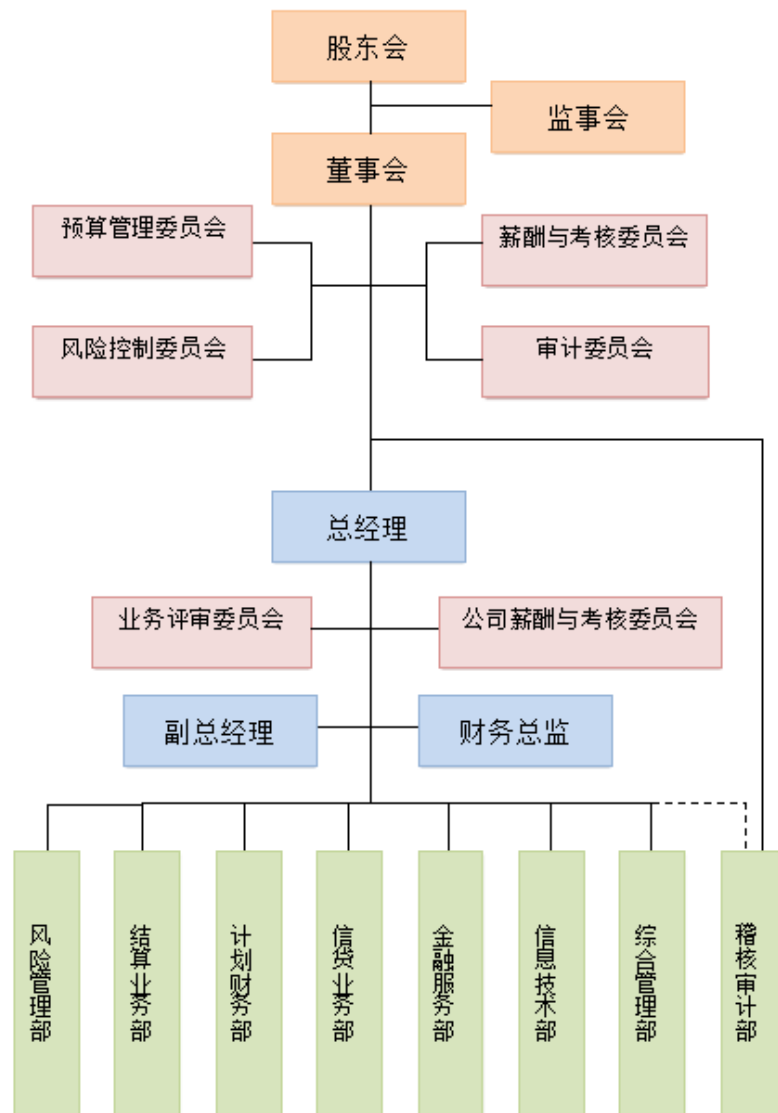 股东会
监事会
董事会
预算管理委员会
薪酬与考核委员会
风险控制委员会
审计委员会
总经理
业务评审委员会
公司薪酬与考核委员会
副总经理
财务总监
风险管理部
结算业务部
计划财务部
信贷业务部
金融服务部
信息技术部
综合管理部
稽核审计部